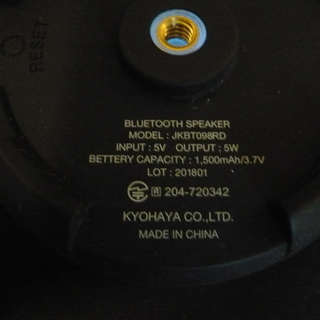 RESET
BLUETOOTH SPEAKER
MODEL : JKBT098RD
INPUT : 5V OUTPUT : 5W
BETTERY CAPACITY : 1,500mAh/3.7V
LOT : 201801
R 204-720342
KYOHAYA CO.,LTD.
MADE IN CHINA